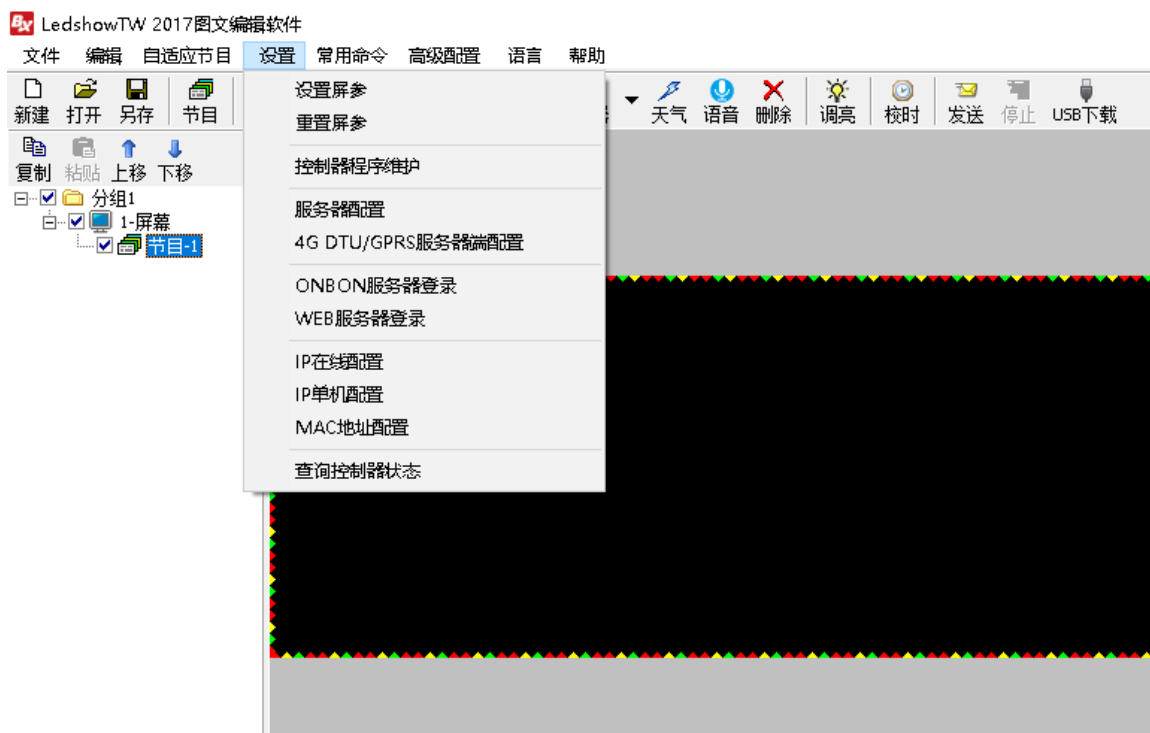 LedshowTW 2017图文编辑软件
文件 编辑 自适应节目 设置 常用命令 高级配置 语言 帮助
新建 打开 另存 节目 天气 语音 删除 调亮 校时 发送 停止 USB下载
复制 粘贴 上移 下移
分组1
1-屏幕
节目-1
设置屏参
重置屏参
控制器程序维护
服务器配置
4G DTU/GPRS服务器端配置
ONBON服务器登录
WEB服务器登录
IP在线配置
IP单机配置
MAC地址配置
查询控制器状态